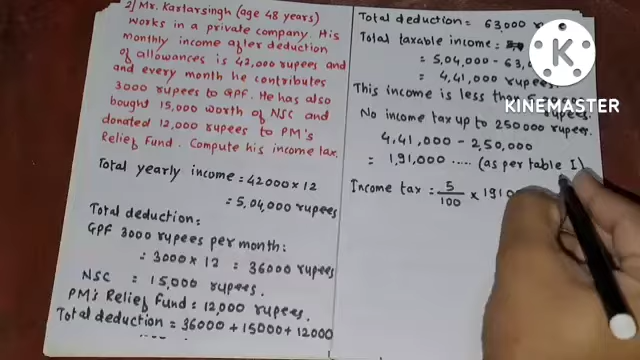 2) Mr. Kartarsingh (age 48 years)
works in a private company. His
monthly income after deduction
of allowances is 42,000 rupees and
and every month he contributes
3000 rupees to GPF. He has also
bought 15,000 worth of NSC and
donated 12,000 rupees to PM's
Relief Fund. Compute his income tax.
Total yearly income = 42000 × 12
= 5,04,000 rupees
Total deduction:
GPF 3000 rupees per month:
= 3000 × 12 = 36000 rupees
NSC = 15,000 rupees.
PM's Relief Fund = 12,000 rupees.
Total deduction = 36000 + 15000 + 12000
Total deduction = 63,000
Total taxable income =
= 5,04,000 - 63,0
= 4,41,000 rupees.
This income is less than rupees.
No income tax up to 250000 rupees.
4,41,000 - 2,50,000
= 1,91,000 .... (as per table I)
Income tax = 5/100 × 1910
K
KINEMASTER